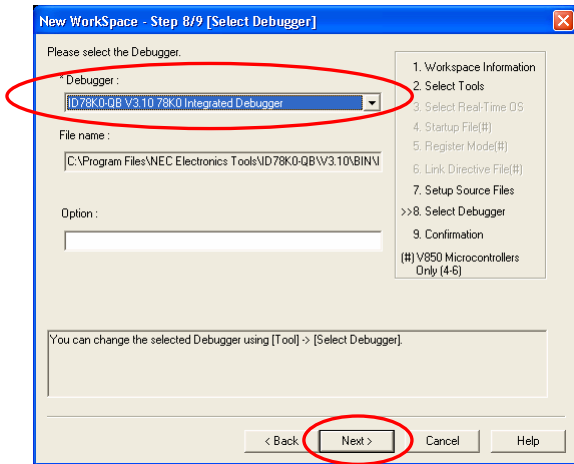 New WorkSpace - Step 8/9 [Select Debugger]
Please select the Debugger.
* Debugger :
ID78K0-QB V3.10 78K0 Integrated Debugger
File name :
C:\Program Files\NEC Electronics Tools\ID78K0-QB\V3.10\BIN\I
Option :
1. Workspace Information
2. Select Tools
3. Select Real-Time OS
4. Startup File(#)
5. Register Mode(#)
6. Link Directive File(#)
7. Setup Source Files
>>8. Select Debugger
9. Confirmation
(#) V850 Microcontrollers
Only (4-6)
You can change the selected Debugger using [Tool] -> [Select Debugger].
< Back
Next >
Cancel
Help